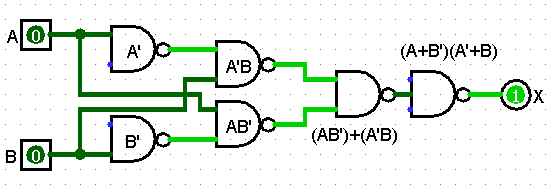 (A+B')(A'+B)
A 0 A'
A'B
1 X
AB'
(AB')+(A'B)
B 0 B'